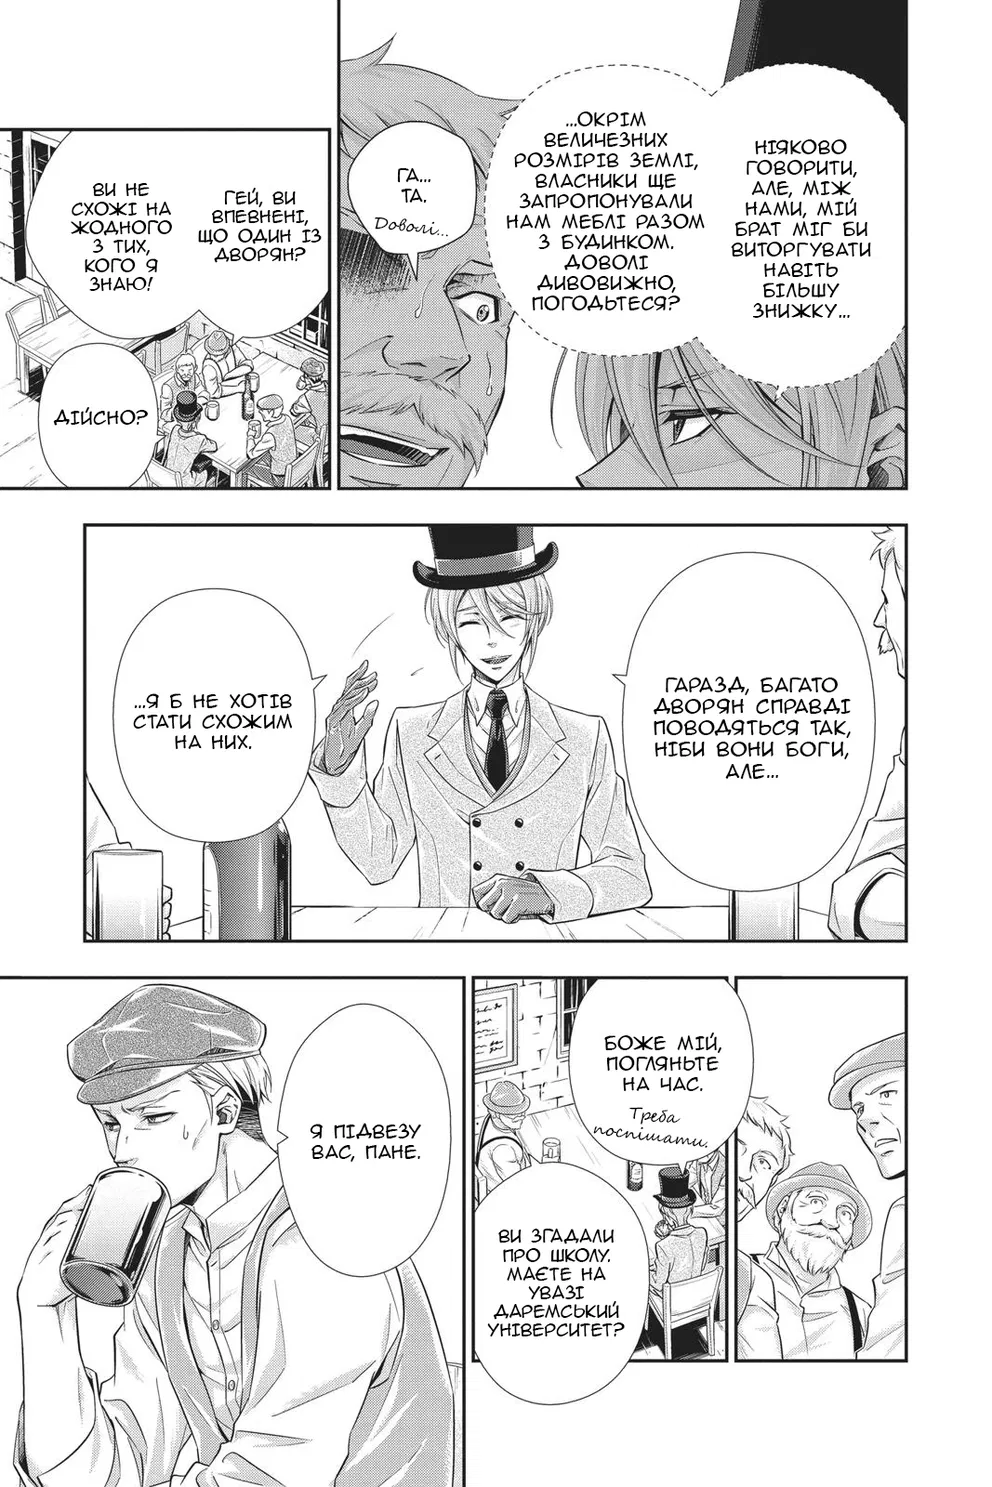 НІЯКОВО
ГОВОРИТИ,
АЛЕ, МІЖ
НАМИ, МІЙ
БРАТ МІГ БИ
ВИТОРГУВАТИ
НАВІТЬ
БІЛЬШУ
ЗНИЖКУ...
...ОКРІМ
ВЕЛИЧЕЗНИХ
РОЗМІРІВ ЗЕМЛІ,
ВЛАСНИКИ ЩЕ
ЗАПРОПОНУВАЛИ
НАМ МЕБЛІ РАЗОМ
З БУДИНКОМ.
ДОВОЛІ
ДИВОВИЖНО,
ПОГОДЬТЕСЯ?
ГА...
ТА.
Доволі...
ГЕЙ, ВИ
ВПЕВНЕНІ,
ЩО ОДИН ІЗ
ДВОРЯН?
ВИ НЕ
СХОЖІ НА
ЖОДНОГО
З ТИХ,
КОГО Я
ЗНАЮ!
ДІЙСНО?
ГАРАЗД, БАГАТО
ДВОРЯН СПРАВДІ
ПОВОДЯТЬСЯ ТАК,
НІБИ ВОНИ БОГИ,
АЛЕ...
...Я Б НЕ ХОТІВ
СТАТИ СХОЖИМ
НА НИХ.
БОЖЕ МІЙ,
ПОГЛЯНЬТЕ
НА ЧАС.
Треба
поспішати.
ВИ ЗГАДАЛИ
ПРО ШКОЛУ.
МАЄТЕ НА
УВАЗІ
ДАРЕМСЬКИЙ
УНІВЕРСИТЕТ?
Я ПІДВЕЗУ
ВАС, ПАНЕ.